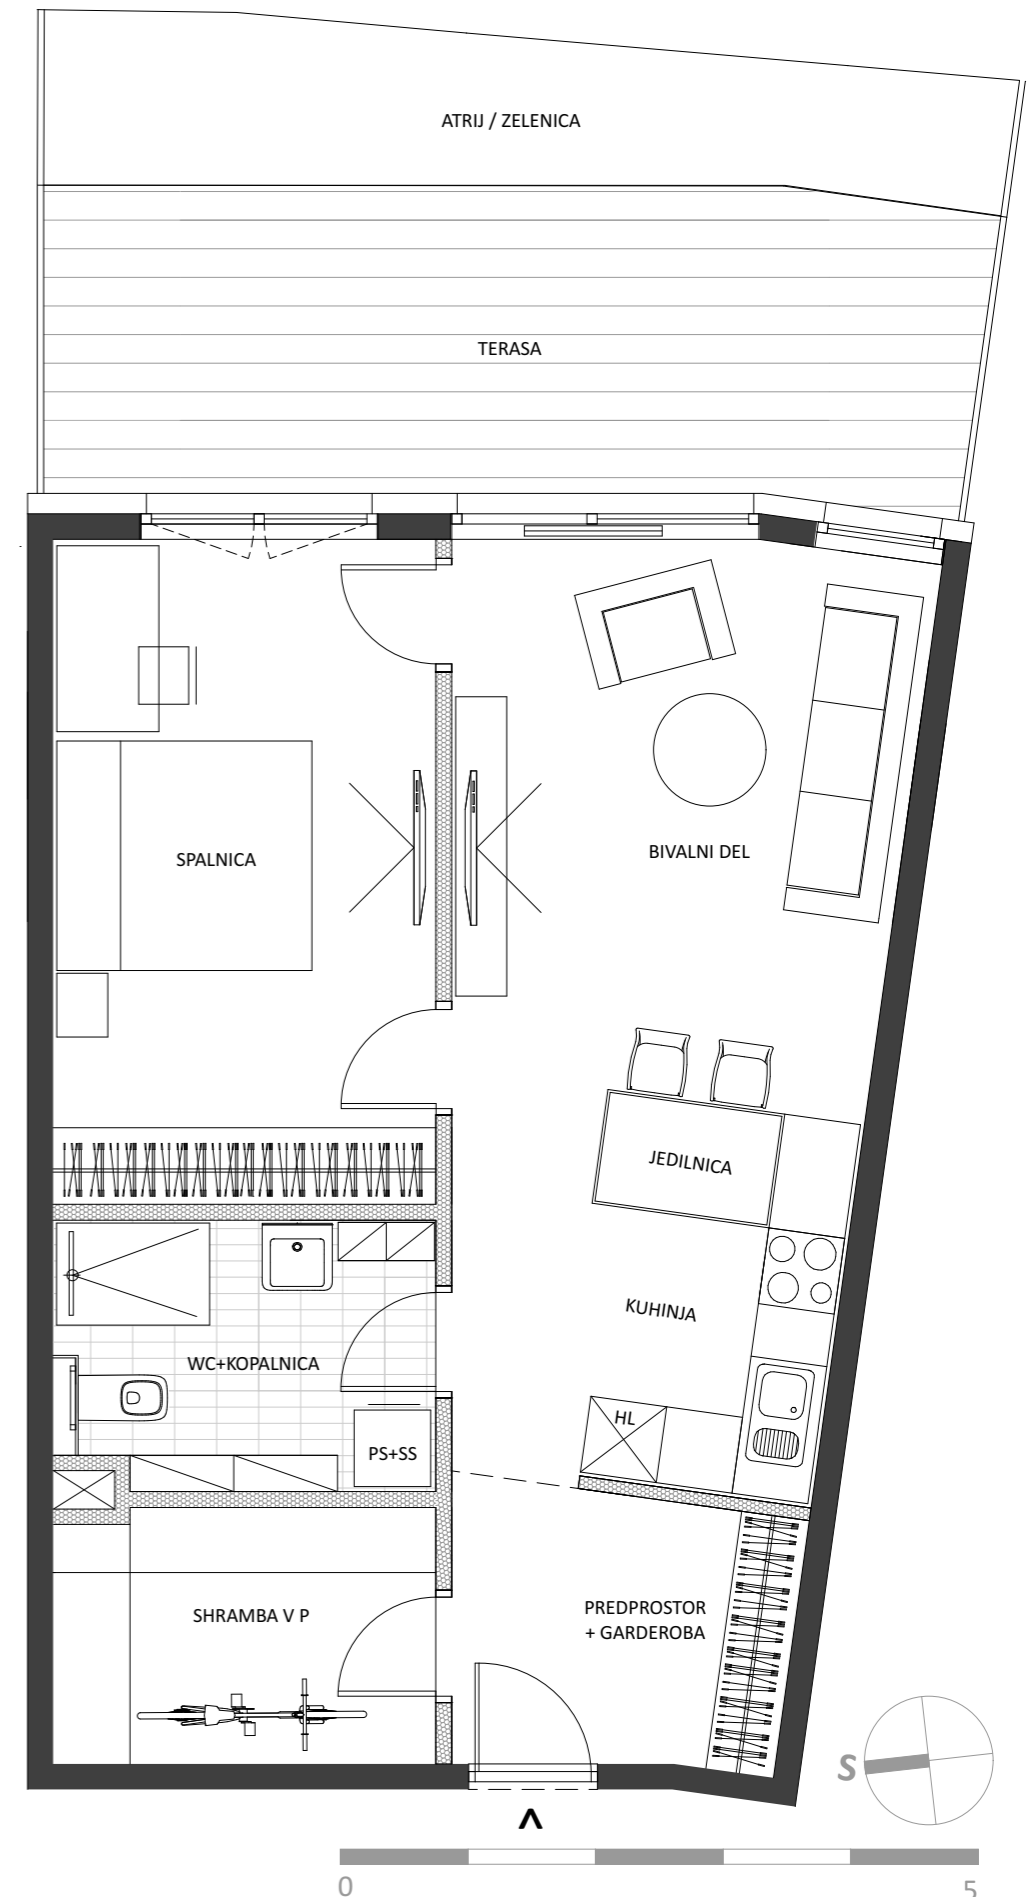 ATRIJ / ZELENICA
TERASA
SPALNICA
BIVALNI DEL
JEDILNICA
KUHINJA
WC+KOPALNICA
HL
PS+SS
SHRAMBA V P
PREDPROSTOR
+ GARDEROBA
S
0
5